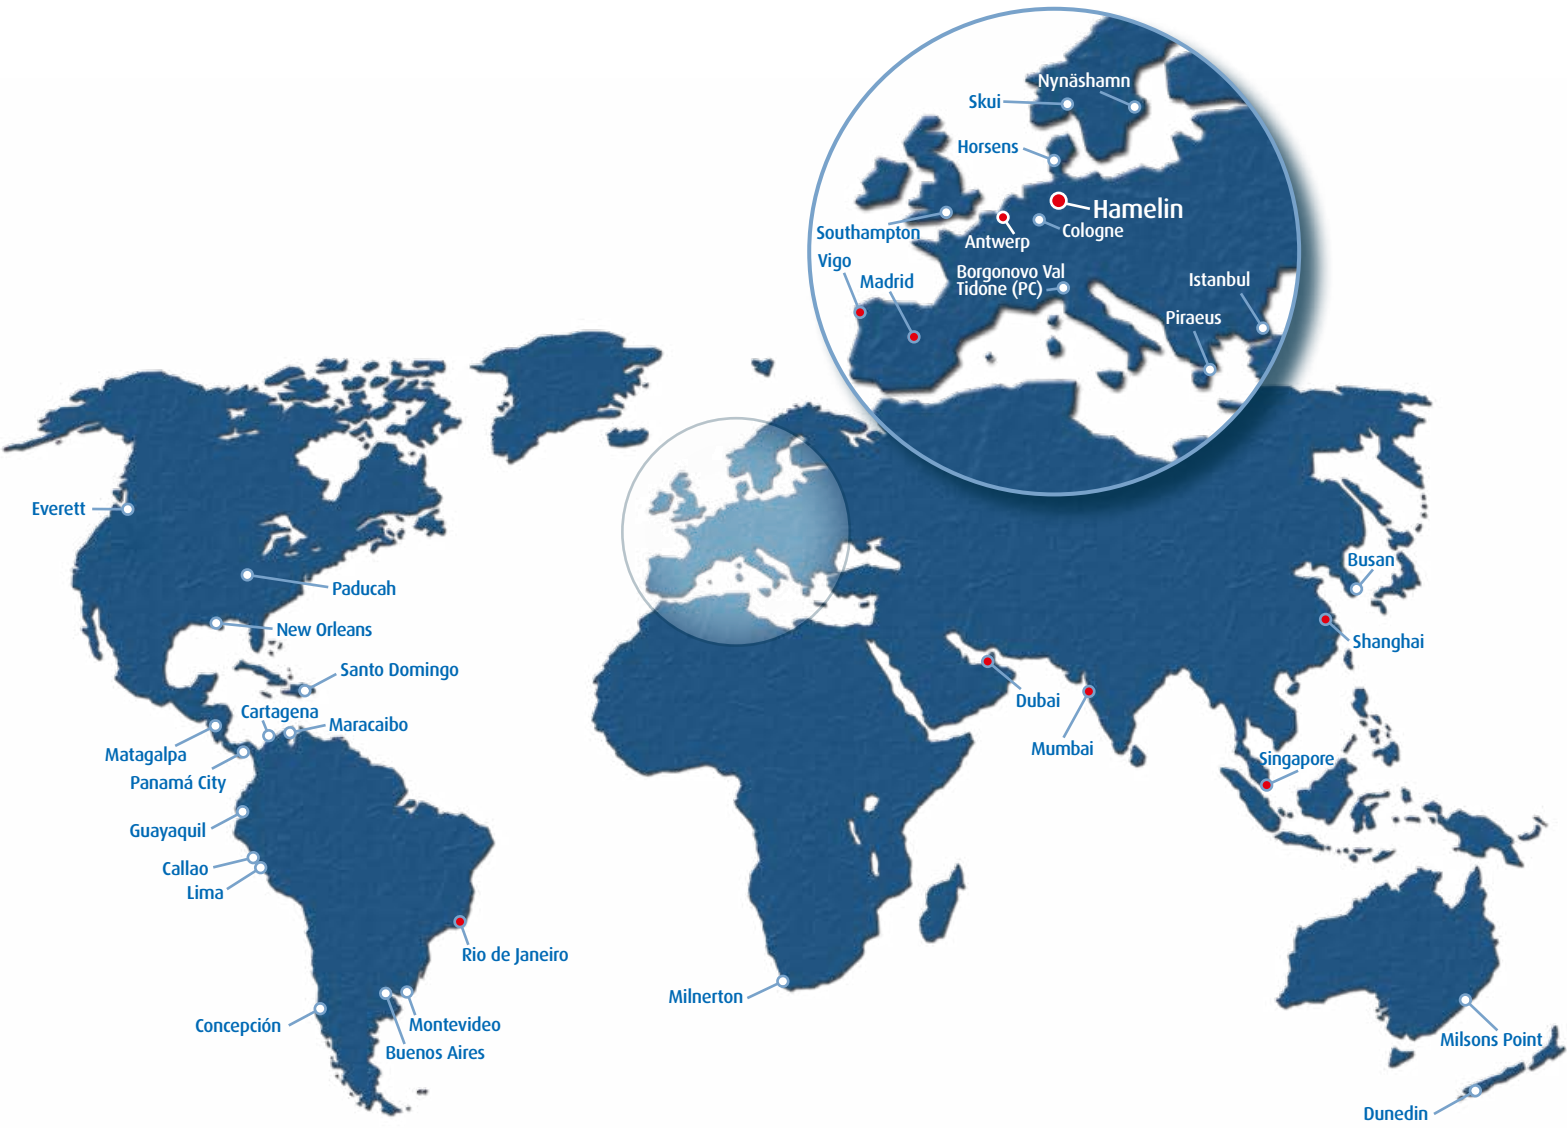 Nynäshamn
Skui
Horsens
Hamelin
Southampton
Cologne
Antwerp
Vigo
Borgonovo Val
Tidone (PC)
Madrid
Istanbul
Piraeus
Everett
Busan
Paducah
New Orleans
Shanghai
Santo Domingo
Dubai
Cartagena
Maracaibo
Mumbai
Matagalpa
Singapore
Panamá City
Guayaquil
Callao
Lima
Rio de Janeiro
Milnerton
Concepción
Montevideo
Milsons Point
Buenos Aires
Dunedin